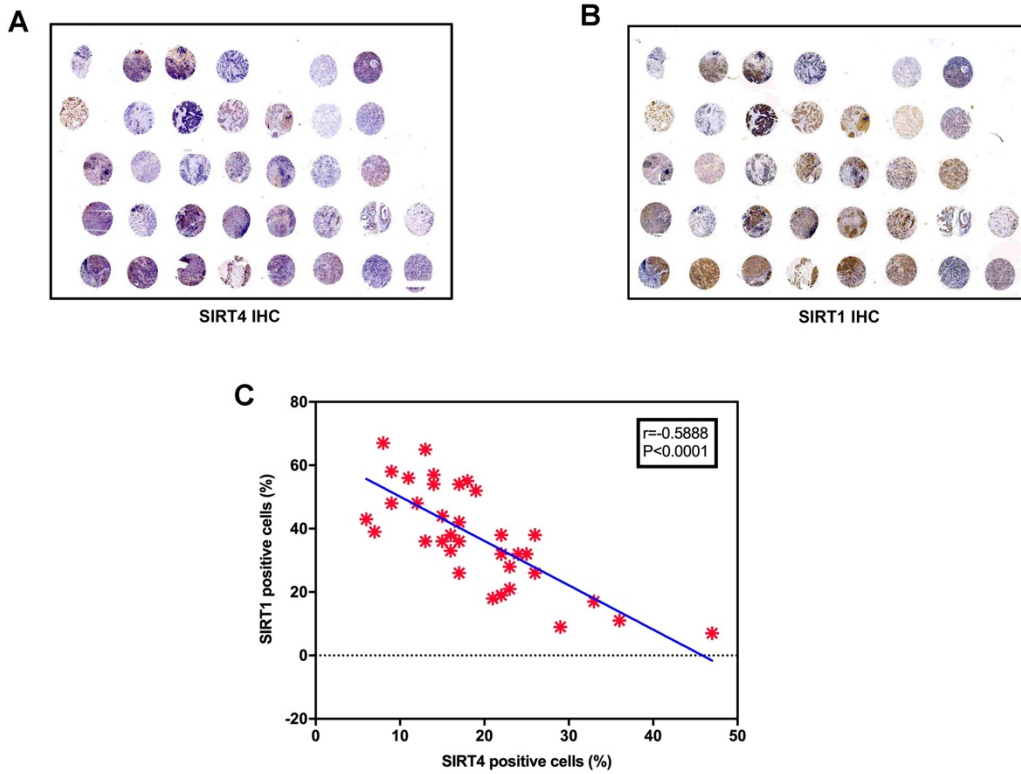 A
B
SIRT4 IHC
SIRT1 IHC
C
r=-0.5888
P<0.0001
SIRT1 positive cells (%)
80
60
40
20
0
-20
0 10 20 30 40 50
SIRT4 positive cells (%)